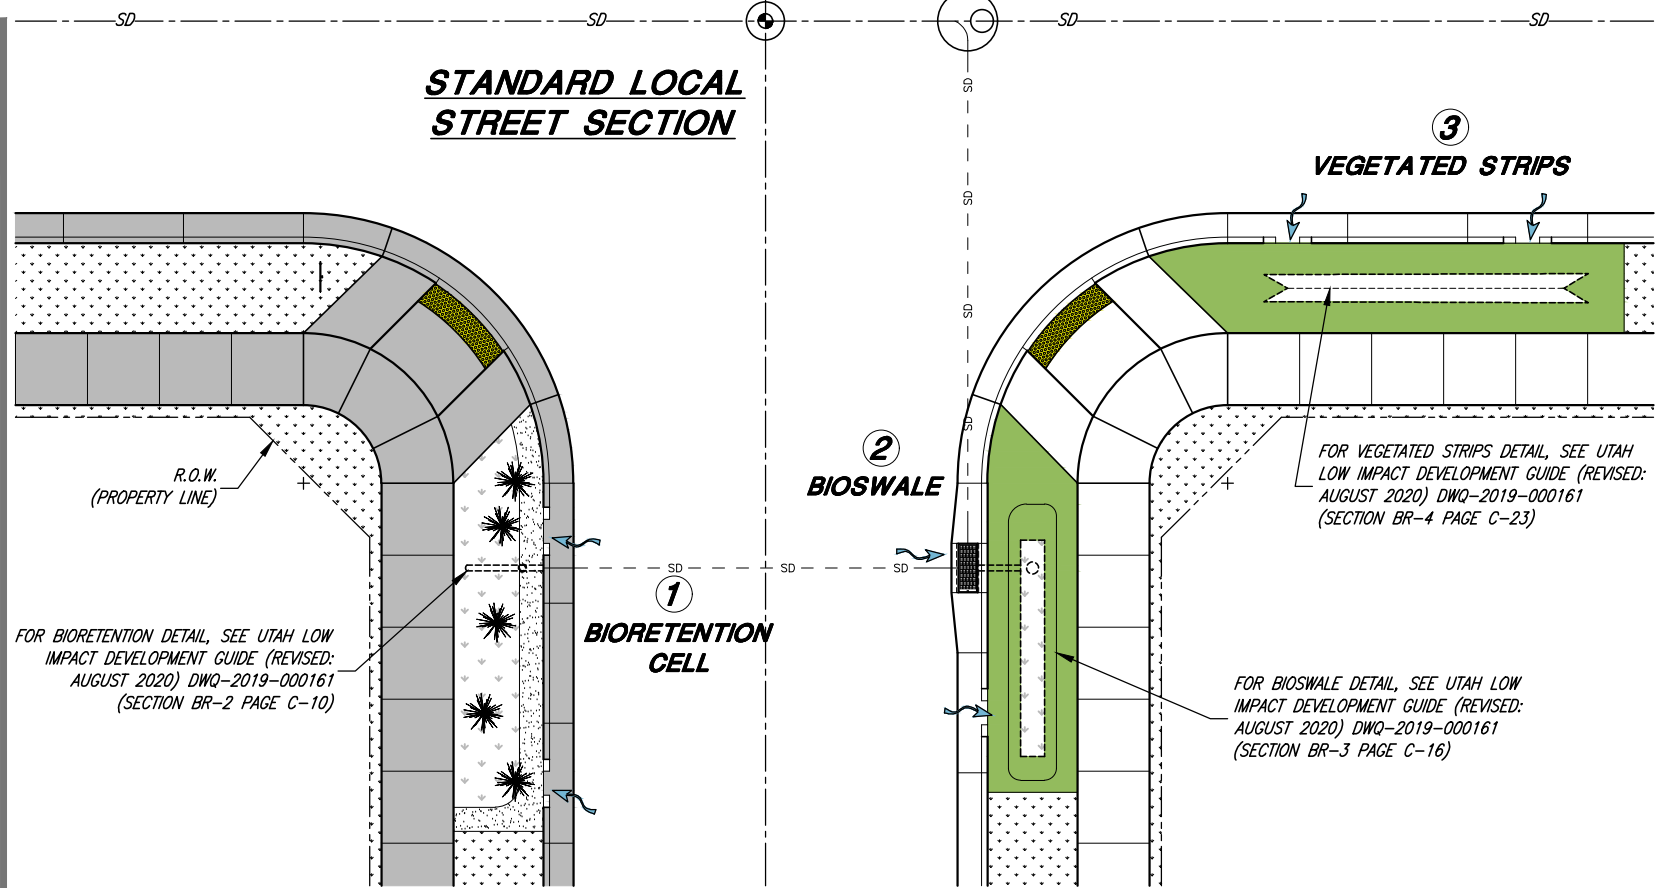 SD
SD
SD
SD
STANDARD LOCAL
STREET SECTION
SD
3
VEGETATED STRIPS
SD
SD
SD
R.O.W.
(PROPERTY LINE)
2
BIOSWALE
FOR VEGETATED STRIPS DETAIL, SEE UTAH
LOW IMPACT DEVELOPMENT GUIDE (REVISED:
AUGUST 2020) DWQ-2019-000161
(SECTION BR-4 PAGE C-23)
SD
SD
SD
1
BIORETENTION
CELL
FOR BIORETENTION DETAIL, SEE UTAH LOW
IMPACT DEVELOPMENT GUIDE (REVISED:
AUGUST 2020) DWQ-2019-000161
(SECTION BR-2 PAGE C-10)
FOR BIOSWALE DETAIL, SEE UTAH LOW
IMPACT DEVELOPMENT GUIDE (REVISED:
AUGUST 2020) DWQ-2019-000161
(SECTION BR-3 PAGE C-16)